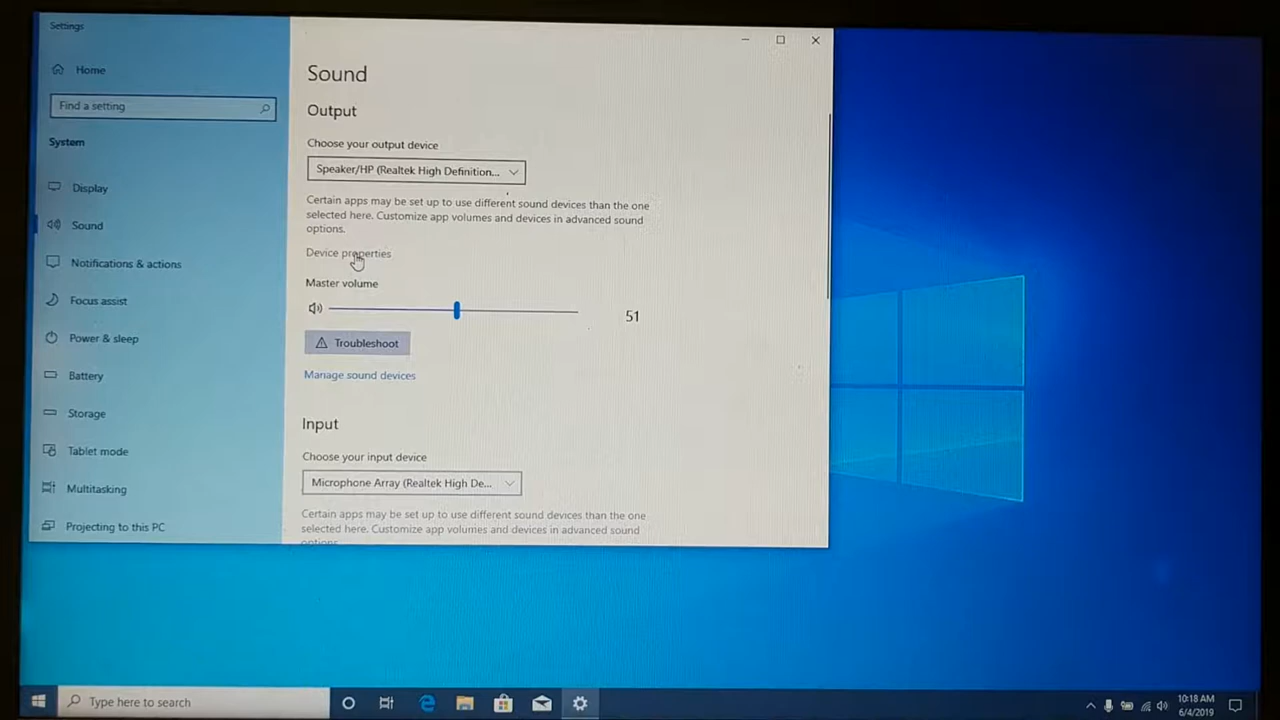 Settings
Home
Find a setting
System
Display
Sound
Notifications & actions
Focus assist
Power & sleep
Battery
Storage
Tablet mode
Multitasking
Projecting to this PC
Sound
Output
Choose your output device
Speaker/HP (Realtek High Definition...
Certain apps may be set up to use different sound devices than the one
selected here. Customize app volumes and devices in advanced sound
options.
Device properties
Master volume
51
Troubleshoot
Manage sound devices
Input
Choose your input device
Microphone Array (Realtek High De...
Certain apps may be set up to use different sound devices than the one
selected here. Customize app volumes and devices in advanced sound
options.
Type here to search
10:18 AM
6/4/2019